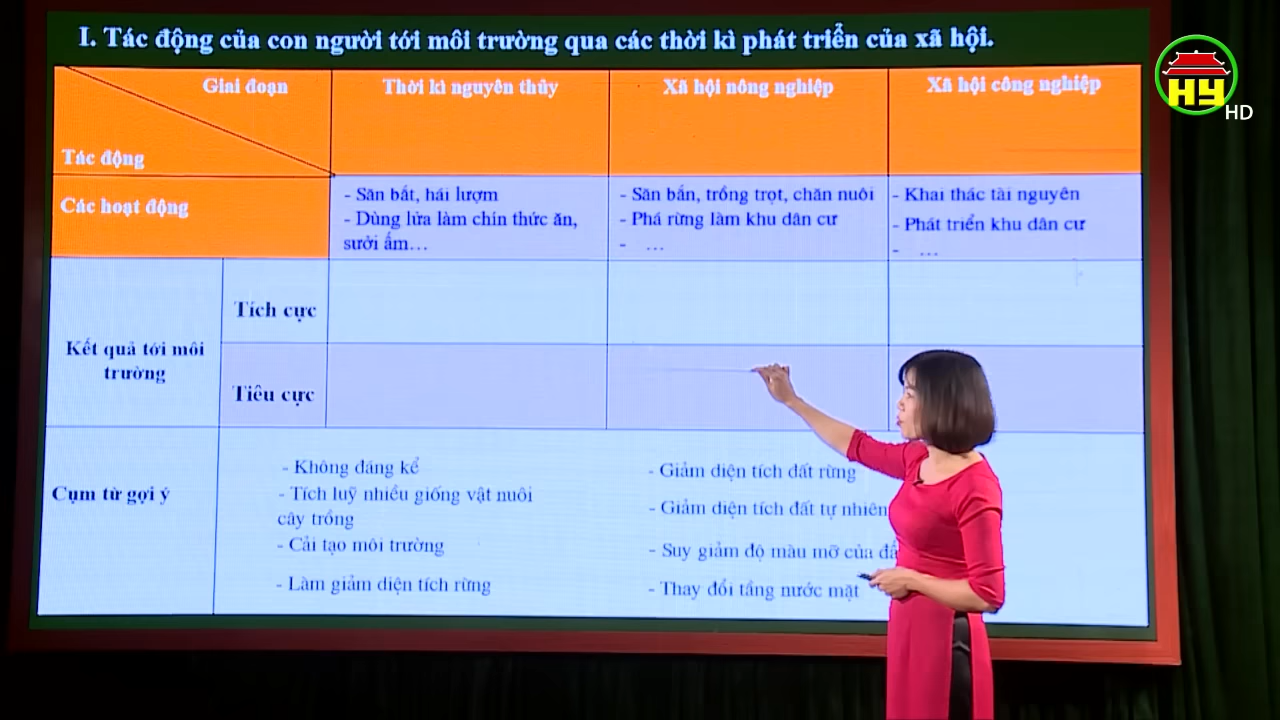 I. Tác động của con người tới môi trường qua các thời kì phát triển của xã hội.
HY
HD
Giai đoạn
Tác động
Thời kì nguyên thủy
Xã hội nông nghiệp
Xã hội công nghiệp
Các hoạt động
- Săn bắt, hái lượm
- Dùng lửa làm chín thức ăn,
sưởi ấm…
- Săn bắn, trồng trọt, chăn nuôi
- Phá rừng làm khu dân cư
- …
- Khai thác tài nguyên
- Phát triển khu dân cư
- …
Kết quả tới môi
trường
Tích cực
Tiêu cực
Cụm từ gợi ý
- Không đáng kể
- Tích luỹ nhiều giống vật nuôi
cây trồng
- Cải tạo môi trường
- Làm giảm diện tích rừng
- Giảm diện tích đất rừng
- Giảm diện tích đất tự nhiên
- Suy giảm độ màu mỡ của
- Thay đổi tầng nước mặt